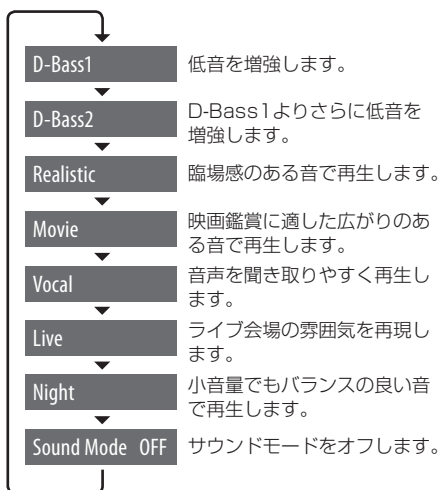 D-Bass1
低音を増強します。
D-Bass2
D-Bass1よりさらに低音を
増強します。
Realistic
臨場感のある音で再生します。
Movie
映画鑑賞に適した広がりのあ
る音で再生します。
Vocal
音声を聞き取りやすく再生し
ます。
Live
ライブ会場の雰囲気を再現し
ます。
Night
小音量でもバランスの良い音
で再生します。
Sound Mode OFF
サウンドモードをオフします。